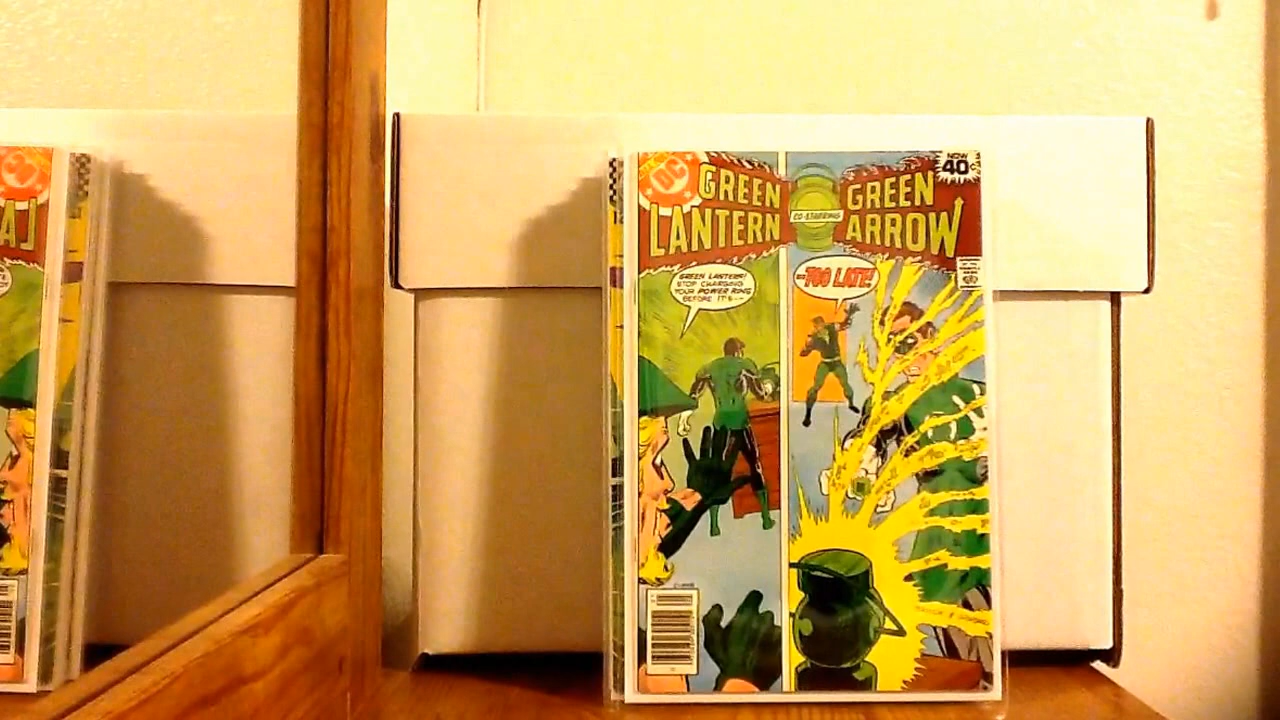 DC
GREEN
LANTERN
CO-STARRING
GREEN
ARROW
NOW
40¢
GREEN LANTERN!
STOP CHARGING
YOUR POWER RING
BEFORE IT'S--
--TOO LATE!